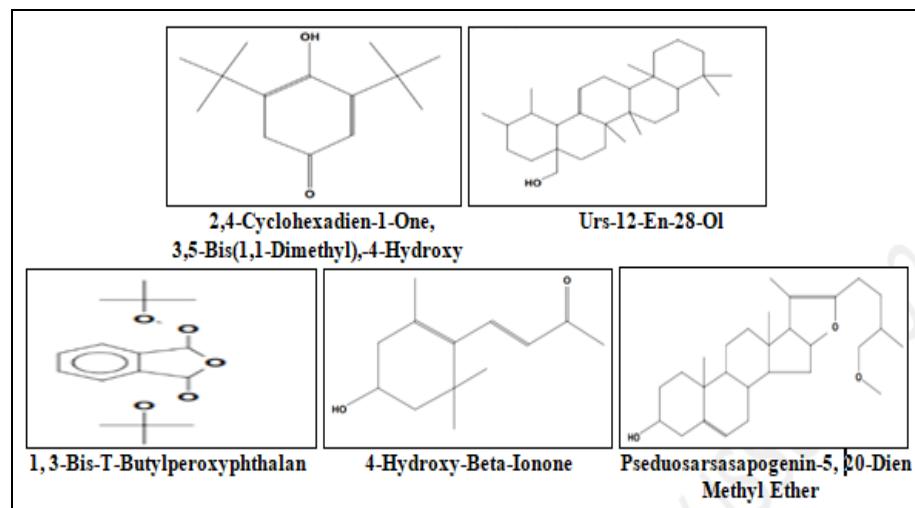 OH
O
2,4-Cyclohexadien-1-One,
3,5-Bis(1,1-Dimethyl),-4-Hydroxy
HO
Urs-12-En-28-Ol
O
O
O
O
O
O
1, 3-Bis-T-Butylperoxyphthalan
O
HO
4-Hydroxy-Beta-Ionone
O
O
HO
Pseduosarsasapogenin-5, 20-Dien
Methyl Ether